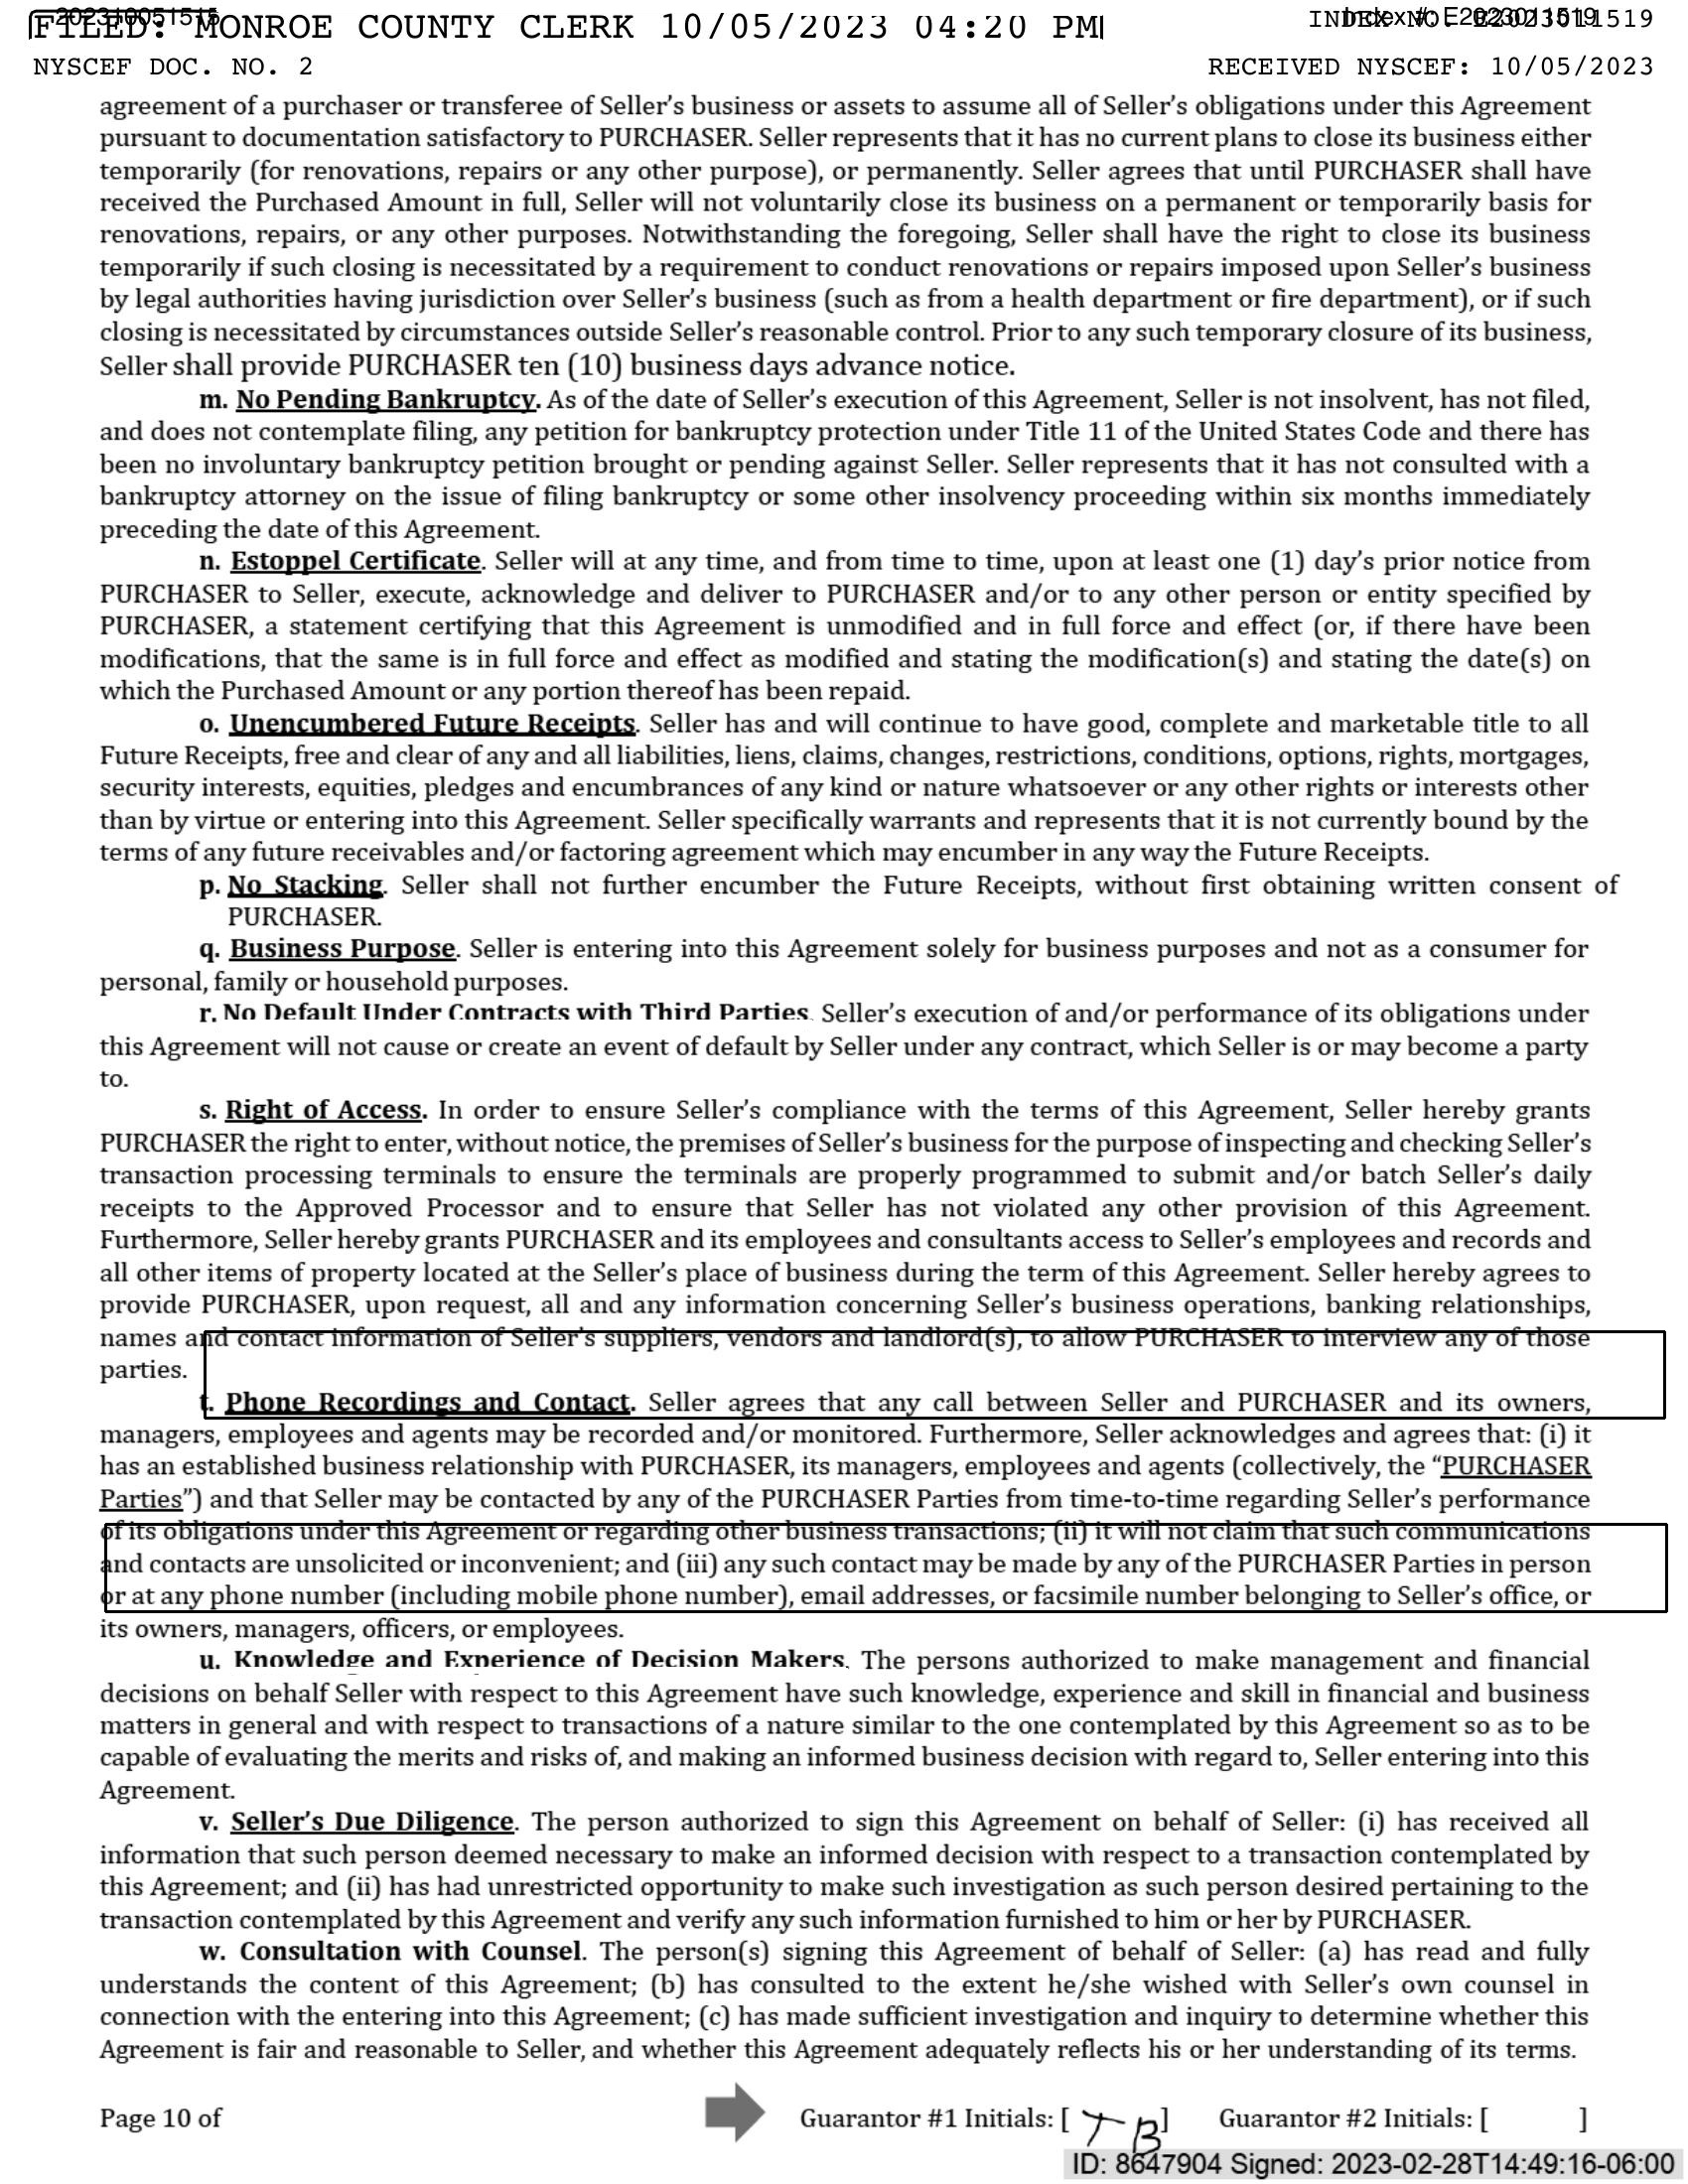 202310051515 Index #: E2023011519
FILED: MONROE COUNTY CLERK 10/05/2023 04:20 PM INDEX NO. E2023011519
NYSCEF DOC. NO. 2 RECEIVED NYSCEF: 10/05/2023
agreement of a purchaser or transferee of Seller's business or assets to assume all of Seller's obligations under this Agreement
pursuant to documentation satisfactory to PURCHASER. Seller represents that it has no current plans to close its business either
temporarily (for renovations, repairs or any other purpose), or permanently. Seller agrees that until PURCHASER shall have
received the Purchased Amount in full, Seller will not voluntarily close its business on a permanent or temporarily basis for
renovations, repairs, or any other purposes. Notwithstanding the foregoing, Seller shall have the right to close its business
temporarily if such closing is necessitated by a requirement to conduct renovations or repairs imposed upon Seller's business
by legal authorities having jurisdiction over Seller's business (such as from a health department or fire department), or if such
closing is necessitated by circumstances outside Seller's reasonable control. Prior to any such temporary closure of its business,
Seller shall provide PURCHASER ten (10) business days advance notice.
m. No Pending Bankruptcy. As of the date of Seller's execution of this Agreement, Seller is not insolvent, has not filed,
and does not contemplate filing, any petition for bankruptcy protection under Title 11 of the United States Code and there has
been no involuntary bankruptcy petition brought or pending against Seller. Seller represents that it has not consulted with a
bankruptcy attorney on the issue of filing bankruptcy or some other insolvency proceeding within six months immediately
preceding the date of this Agreement.
n. Estoppel Certificate. Seller will at any time, and from time to time, upon at least one (1) day's prior notice from
PURCHASER to Seller, execute, acknowledge and deliver to PURCHASER and/or to any other person or entity specified by
PURCHASER, a statement certifying that this Agreement is unmodified and in full force and effect (or, if there have been
modifications, that the same is in full force and effect as modified and stating the modification(s) and stating the date(s) on
which the Purchased Amount or any portion thereof has been repaid.
o. Unencumbered Future Receipts. Seller has and will continue to have good, complete and marketable title to all
Future Receipts, free and clear of any and all liabilities, liens, claims, changes, restrictions, conditions, options, rights, mortgages,
security interests, equities, pledges and encumbrances of any kind or nature whatsoever or any other rights or interests other
than by virtue or entering into this Agreement. Seller specifically warrants and represents that it is not currently bound by the
terms of any future receivables and/or factoring agreement which may encumber in any way the Future Receipts.
p. No Stacking. Seller shall not further encumber the Future Receipts, without first obtaining written consent of
PURCHASER.
q. Business Purpose. Seller is entering into this Agreement solely for business purposes and not as a consumer for
personal, family or household purposes.
r. No Default Under Contracts with Third Parties. Seller's execution of and/or performance of its obligations under
this Agreement will not cause or create an event of default by Seller under any contract, which Seller is or may become a party
to.
s. Right of Access. In order to ensure Seller's compliance with the terms of this Agreement, Seller hereby grants
PURCHASER the right to enter, without notice, the premises of Seller's business for the purpose of inspecting and checking Seller's
transaction processing terminals to ensure the terminals are properly programmed to submit and/or batch Seller's daily
receipts to the Approved Processor and to ensure that Seller has not violated any other provision of this Agreement.
Furthermore, Seller hereby grants PURCHASER and its employees and consultants access to Seller's employees and records and
all other items of property located at the Seller's place of business during the term of this Agreement. Seller hereby agrees to
provide PURCHASER, upon request, all and any information concerning Seller's business operations, banking relationships,
names and contact information of Seller's suppliers, vendors and landlord(s), to allow PURCHASER to interview any of those
parties.
t. Phone Recordings and Contact. Seller agrees that any call between Seller and PURCHASER and its owners,
managers, employees and agents may be recorded and/or monitored. Furthermore, Seller acknowledges and agrees that: (i) it
has an established business relationship with PURCHASER, its managers, employees and agents (collectively, the “PURCHASER
Parties”) and that Seller may be contacted by any of the PURCHASER Parties from time-to-time regarding Seller's performance
of its obligations under this Agreement or regarding other business transactions; (ii) it will not claim that such communications
and contacts are unsolicited or inconvenient; and (iii) any such contact may be made by any of the PURCHASER Parties in person
or at any phone number (including mobile phone number), email addresses, or facsimile number belonging to Seller's office, or
its owners, managers, officers, or employees.
u. Knowledge and Experience of Decision Makers. The persons authorized to make management and financial
decisions on behalf Seller with respect to this Agreement have such knowledge, experience and skill in financial and business
matters in general and with respect to transactions of a nature similar to the one contemplated by this Agreement so as to be
capable of evaluating the merits and risks of, and making an informed business decision with regard to, Seller entering into this
Agreement.
v. Seller's Due Diligence. The person authorized to sign this Agreement on behalf of Seller: (i) has received all
information that such person deemed necessary to make an informed decision with respect to a transaction contemplated by
this Agreement; and (ii) has had unrestricted opportunity to make such investigation as such person desired pertaining to the
transaction contemplated by this Agreement and verify any such information furnished to him or her by PURCHASER.
w. Consultation with Counsel. The person(s) signing this Agreement of behalf of Seller: (a) has read and fully
understands the content of this Agreement; (b) has consulted to the extent he/she wished with Seller's own counsel in
connection with the entering into this Agreement; (c) has made sufficient investigation and inquiry to determine whether this
Agreement is fair and reasonable to Seller, and whether this Agreement adequately reflects his or her understanding of its terms.
Page 10 of Guarantor #1 Initials: [ TB ] Guarantor #2 Initials: [ ]
ID: 8647904 Signed: 2023-02-28T14:49:16-06:00